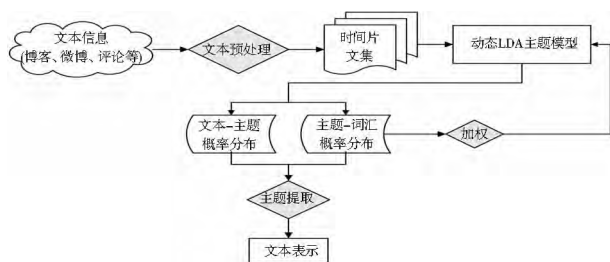 文本信息
(博客、微博、评论等)
文本预处理
时间片
文集
动态LDA主题模型
文本-主题
概率分布
主题-词汇
概率分布
加权
主题提取
文本表示